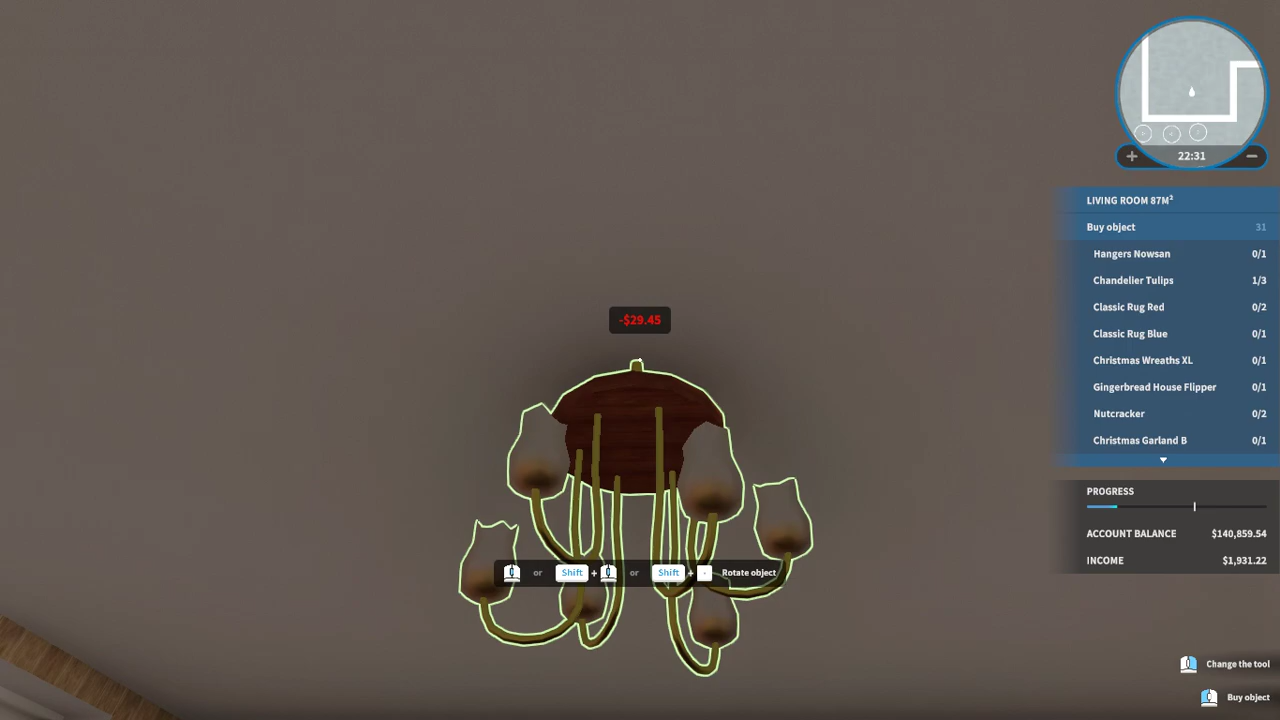 22:31
LIVING ROOM 87M²
Buy object 31
Hangers Nowsan 0/1
Chandelier Tulips 1/3
Classic Rug Red 0/2
Classic Rug Blue 0/1
Christmas Wreaths XL 0/1
Gingerbread House Flipper 0/1
Nutcracker 0/2
Christmas Garland B 0/1
-$29.45
PROGRESS
ACCOUNT BALANCE $140,859.54
INCOME $1,931.22
or Shift + or Shift + . Rotate object
Change the tool
Buy object